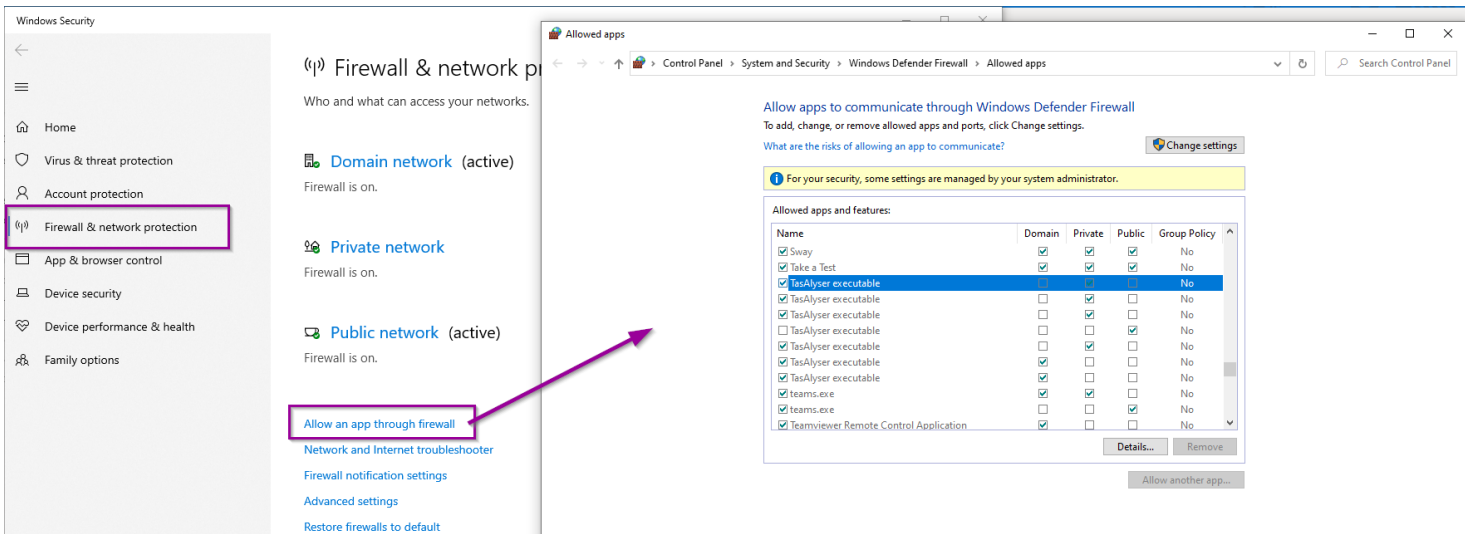 Windows Security
Home
Virus & threat protection
Account protection
Firewall & network protection
App & browser control
Device security
Device performance & health
Family options
Firewall & network pr
Who and what can access your networks.
Domain network (active)
Firewall is on.
Private network
Firewall is on.
Public network (active)
Firewall is on.
Allow an app through firewall
Network and Internet troubleshooter
Firewall notification settings
Advanced settings
Restore firewalls to default
Allowed apps
Control Panel > System and Security > Windows Defender Firewall > Allowed apps
Search Control Panel
Allow apps to communicate through Windows Defender Firewall
To add, change, or remove allowed apps and ports, click Change settings.
What are the risks of allowing an app to communicate?
Change settings
For your security, some settings are managed by your system administrator.
Allowed apps and features:
Name Domain Private Public Group Policy
Sway No
Take a Test No
TasAlyser executable No
TasAlyser executable No
TasAlyser executable No
TasAlyser executable No
TasAlyser executable No
TasAlyser executable No
TasAlyser executable No
teams.exe No
teams.exe No
Teamviewer Remote Control Application No
Details... Remove
Allow another app...